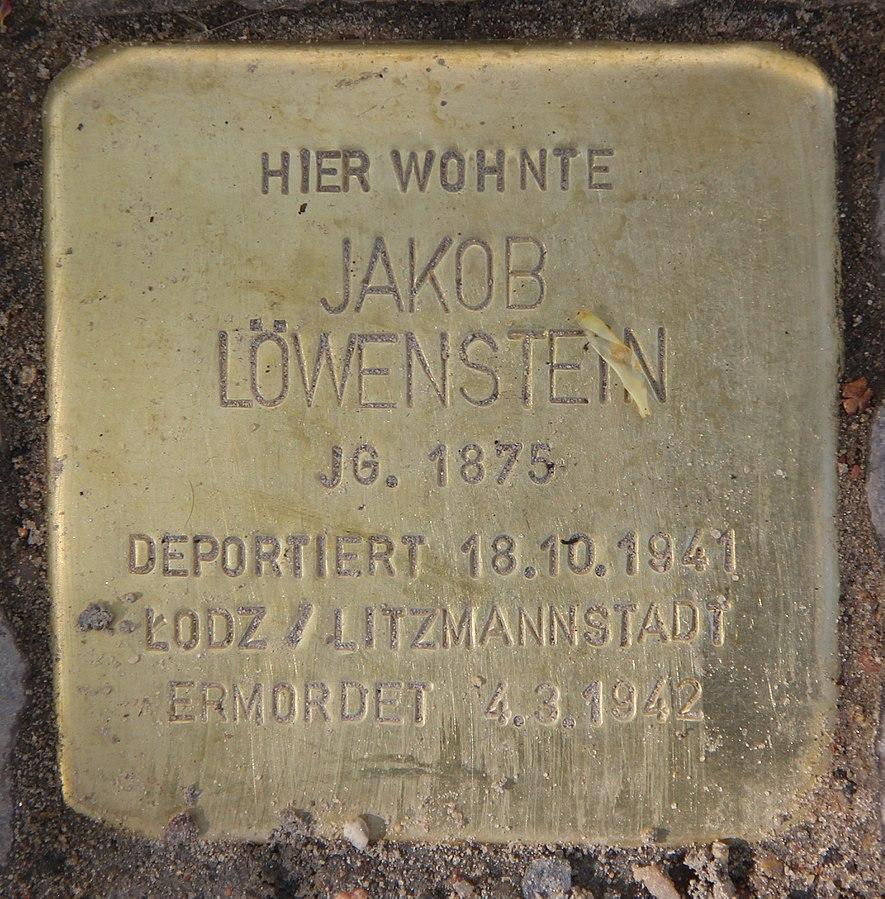 HIER WOHNTE
JAKOB
LÖWENSTEIN
JG. 1875
DEPORTIERT 18.10.1941
ŁODZ / LITZMANNSTADT
ERMORDET 4.3.1942